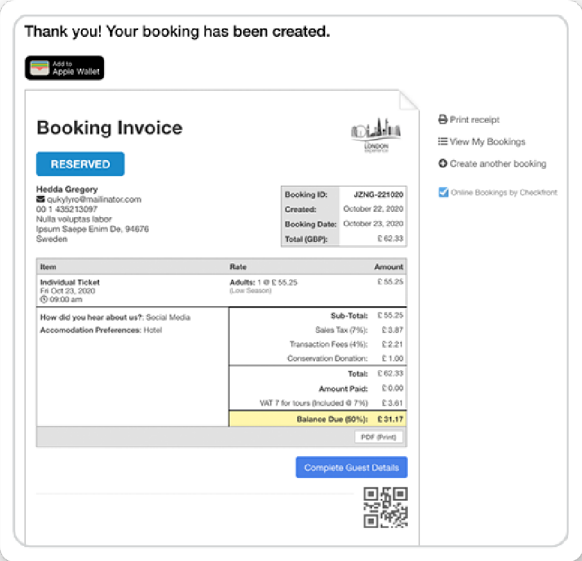 Thank you! Your booking has been created.
Add to
Apple Wallet
Booking Invoice
LONDON
RESERVED
Hedda Gregory
qukylyro@mailinator.com
00 1 435213097
Nulla voluptas labor
Ipsum Saepe Enim De, 94676
Sweden
Booking ID: JZNG-221020
Created: October 22, 2020
Booking Date: October 23, 2020
Total (GBP): £ 62.33
Print receipt
View My Bookings
Create another booking
Online Bookings by Checkfront
Item Rate Amount
Individual Ticket Adults: 1 @ £ 55.25 £ 55.25
Fri Oct 23, 2020 (Low Season)
09:00 am
How did you hear about us?: Social Media
Accomodation Preferences: Hotel
Sub-Total: £ 55.25
Sales Tax (7%): £ 3.87
Transaction Fees (4%): £ 2.21
Conservation Donation: £ 1.00
Total: £ 62.33
Amount Paid: £ 0.00
VAT 7 for tours (Included @ 7%) £ 3.61
Balance Due (50%): £ 31.17
PDF (Print)
Complete Guest Details